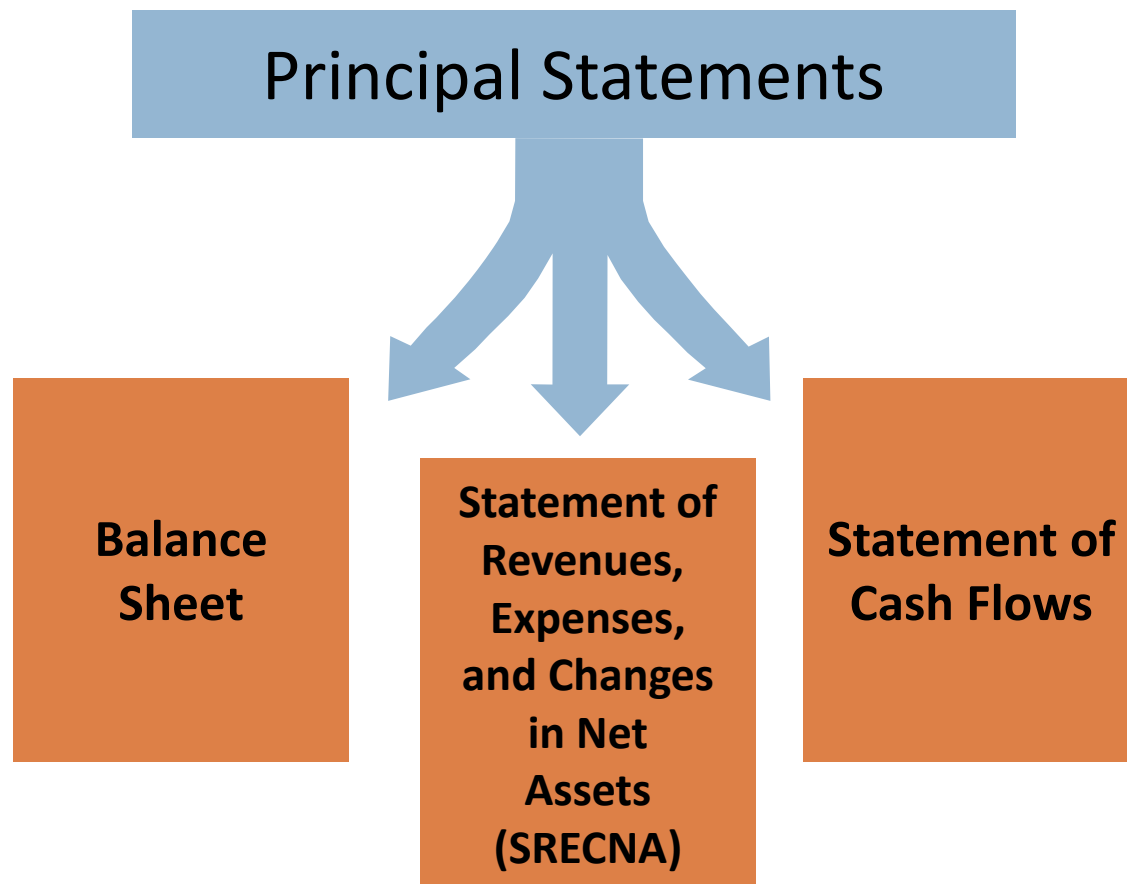 Principal Statements
Balance
Sheet
Statement of
Revenues,
Expenses,
and Changes
in Net
Assets
(SRECNA)
Statement of
Cash Flows